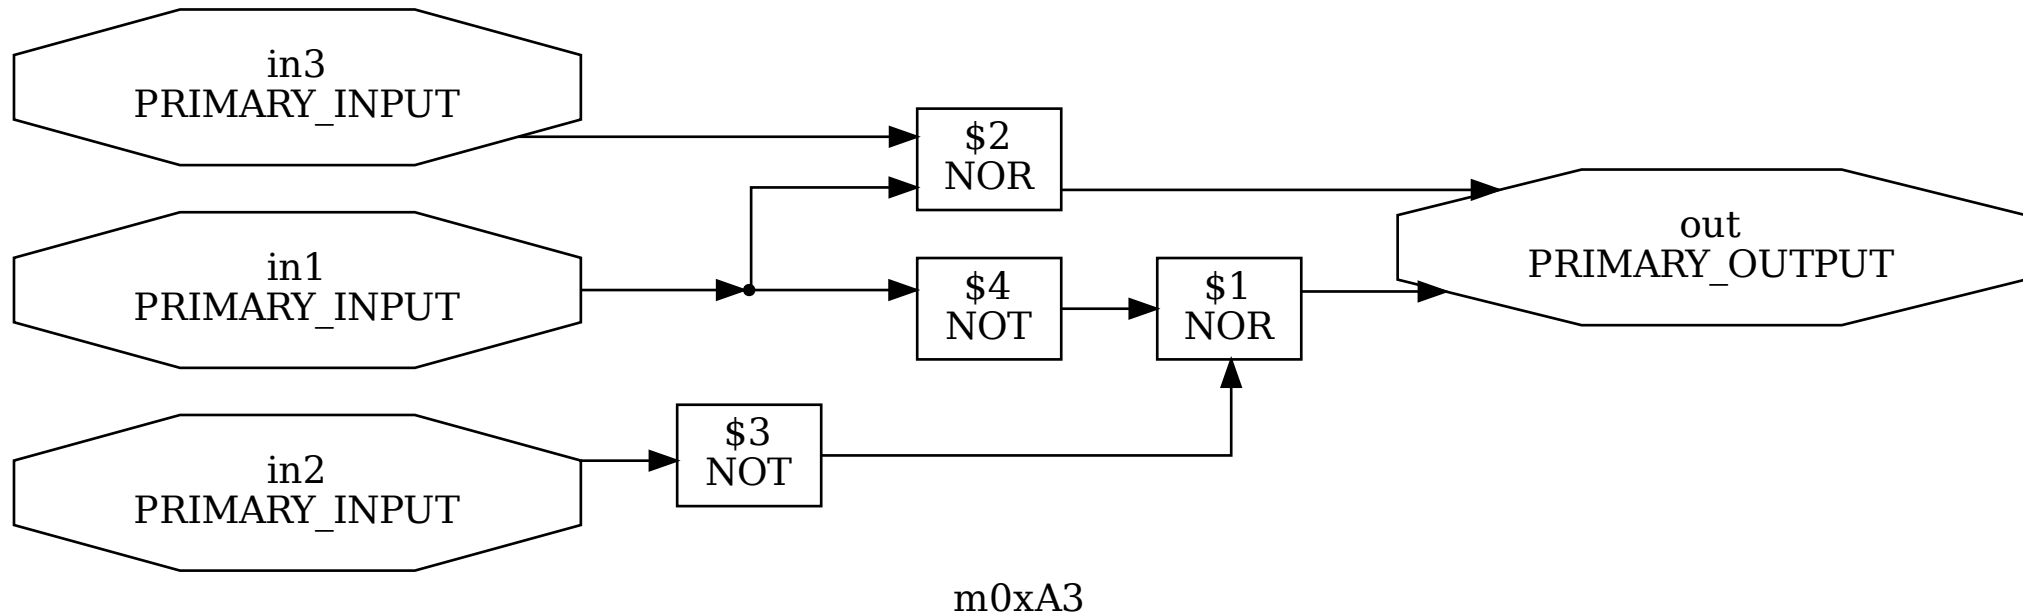 in3
PRIMARY_INPUT
$2
NOR
in1
PRIMARY_INPUT
$4
NOT
$1
NOR
out
PRIMARY_OUTPUT
in2
PRIMARY_INPUT
$3
NOT
m0xA3